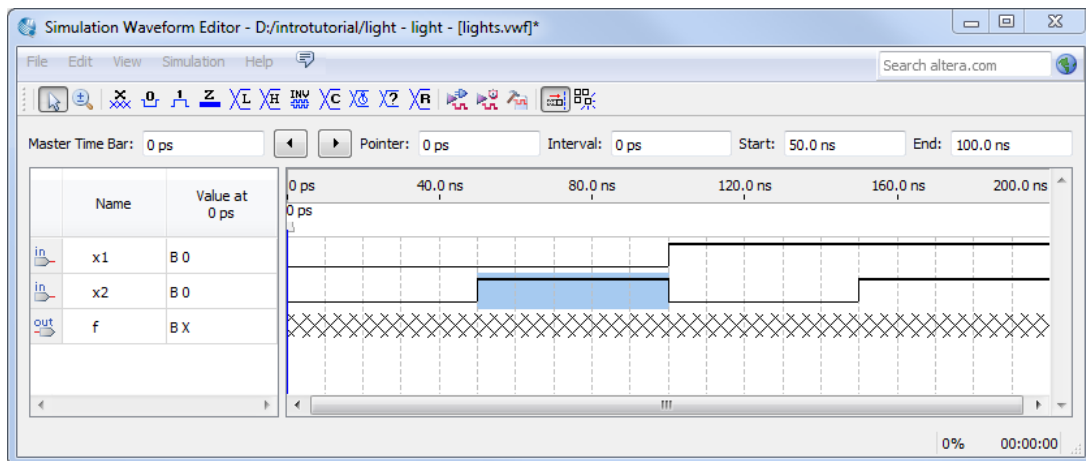 Simulation Waveform Editor - D:/introtutorial/light - light - [lights.vwf]*
File Edit View Simulation Help
Search altera.com
Master Time Bar: 0 ps Pointer: 0 ps Interval: 0 ps Start: 50.0 ns End: 100.0 ns
Name Value at 0 ps
0 ps 40.0 ns 80.0 ns 120.0 ns 160.0 ns 200.0 ns
0 ps
in x1 B 0
in x2 B 0
out f B X
0% 00:00:00